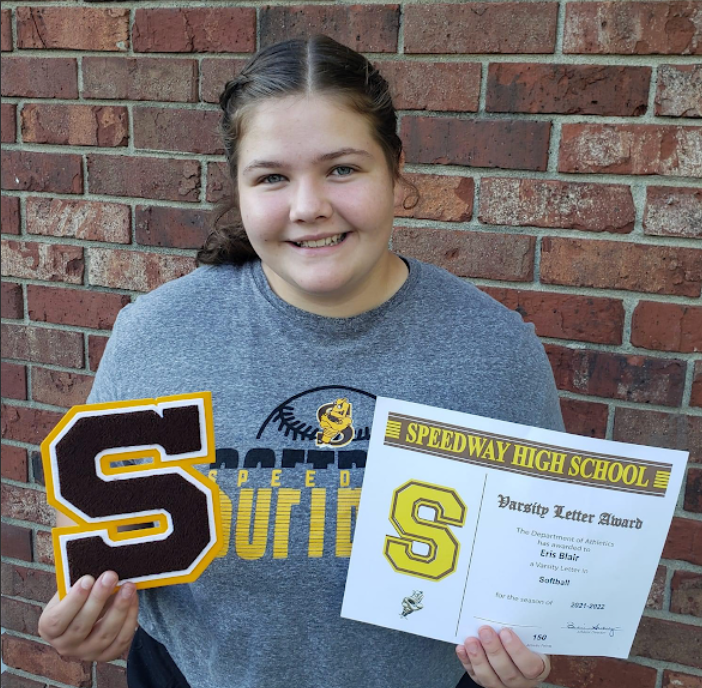 S
SPEED
SPEEDWAY HIGH SCHOOL
S
Varsity Letter Award
The Department of Athletics
has awarded to
Eris Blair
a Varsity Letter in
Softball
for the season of 2021-2022
150